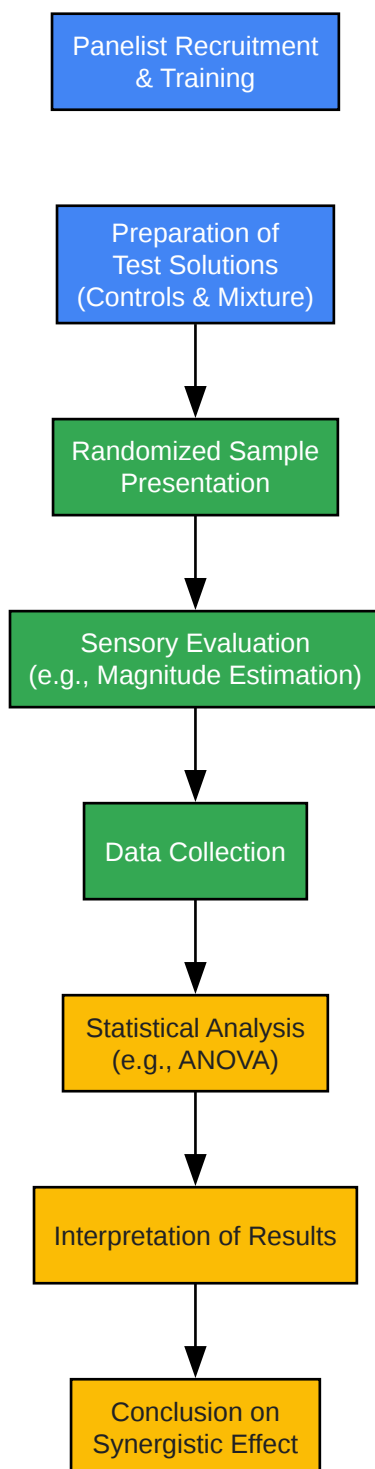 Panelist Recruitment
& Training
Preparation of
Test Solutions
(Controls & Mixture)
Randomized Sample
Presentation
Sensory Evaluation
(e.g., Magnitude Estimation)
Data Collection
Statistical Analysis
(e.g., ANOVA)
Interpretation of Results
Conclusion on
Synergistic Effect